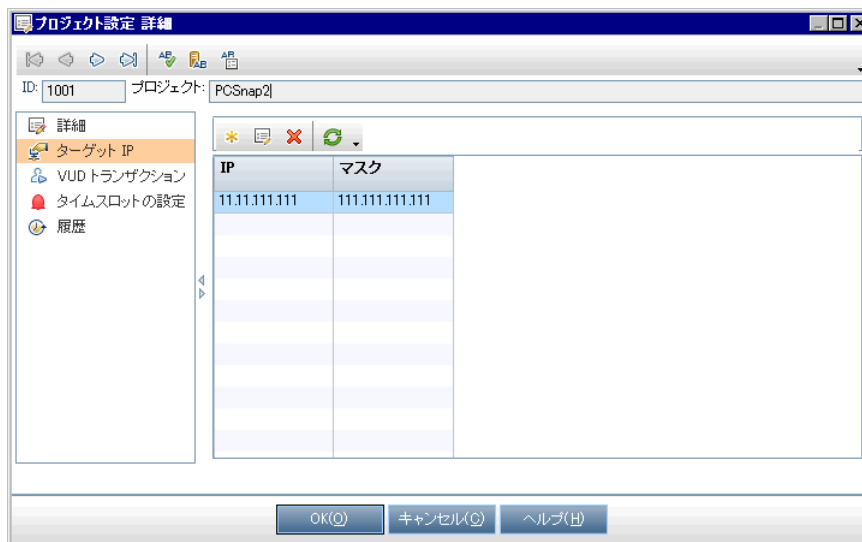 プロジェクト設定 詳細
ID: 1001 プロジェクト: PCSnap2
詳細
ターゲット IP
VUD トランザクション
タイムスロットの設定
履歴
IP マスク
11.11.111.111 111.111.111.111
OK(O) キャンセル(C) ヘルプ(H)